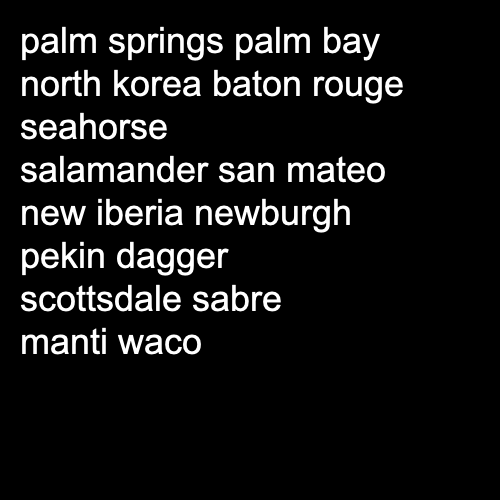 palm springs palm bay
north korea baton rouge
seahorse
salamander san mateo
new iberia newburgh
pekin dagger
scottsdale sabre
manti waco